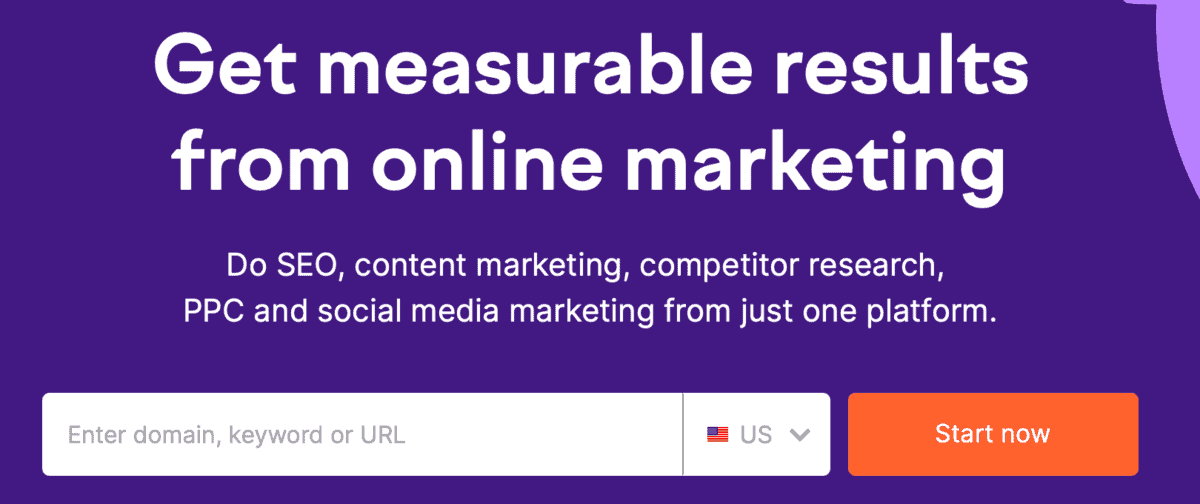 Get measurable results
from online marketing
Do SEO, content marketing, competitor research,
PPC and social media marketing from just one platform.
Enter domain, keyword or URL
US
Start now